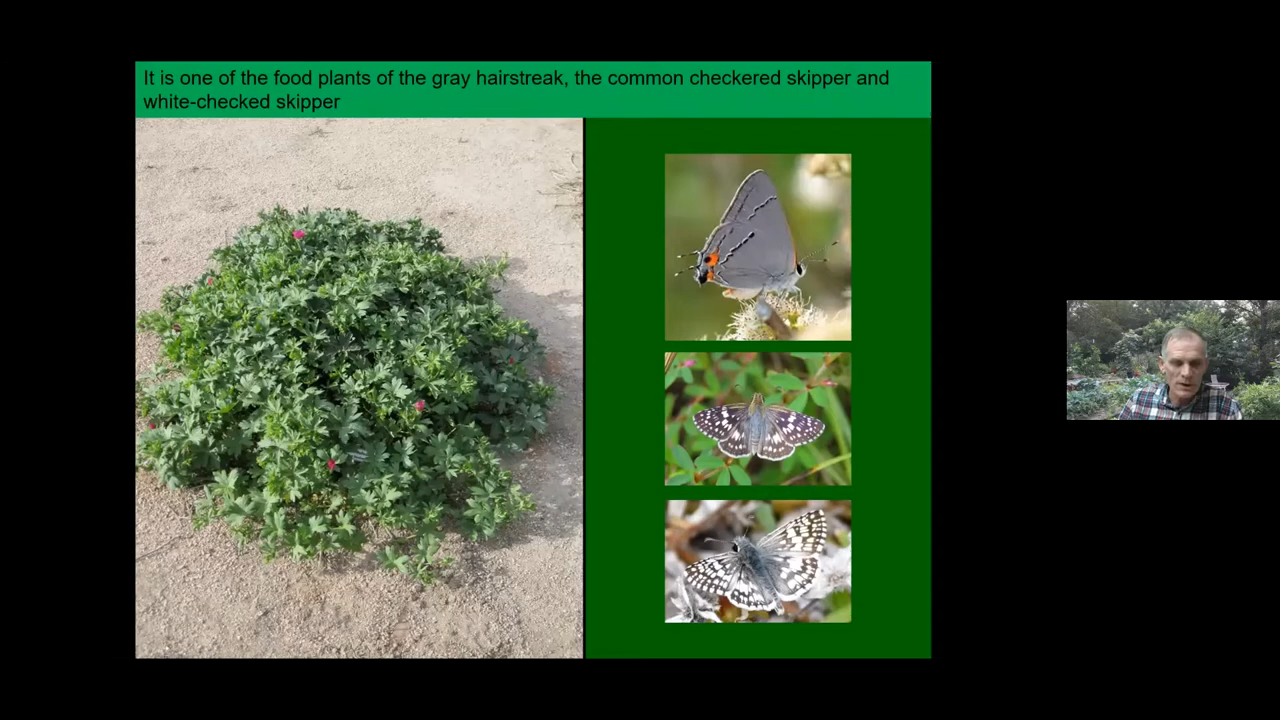 It is one of the food plants of the gray hairstreak, the common checkered skipper and
white-checked skipper